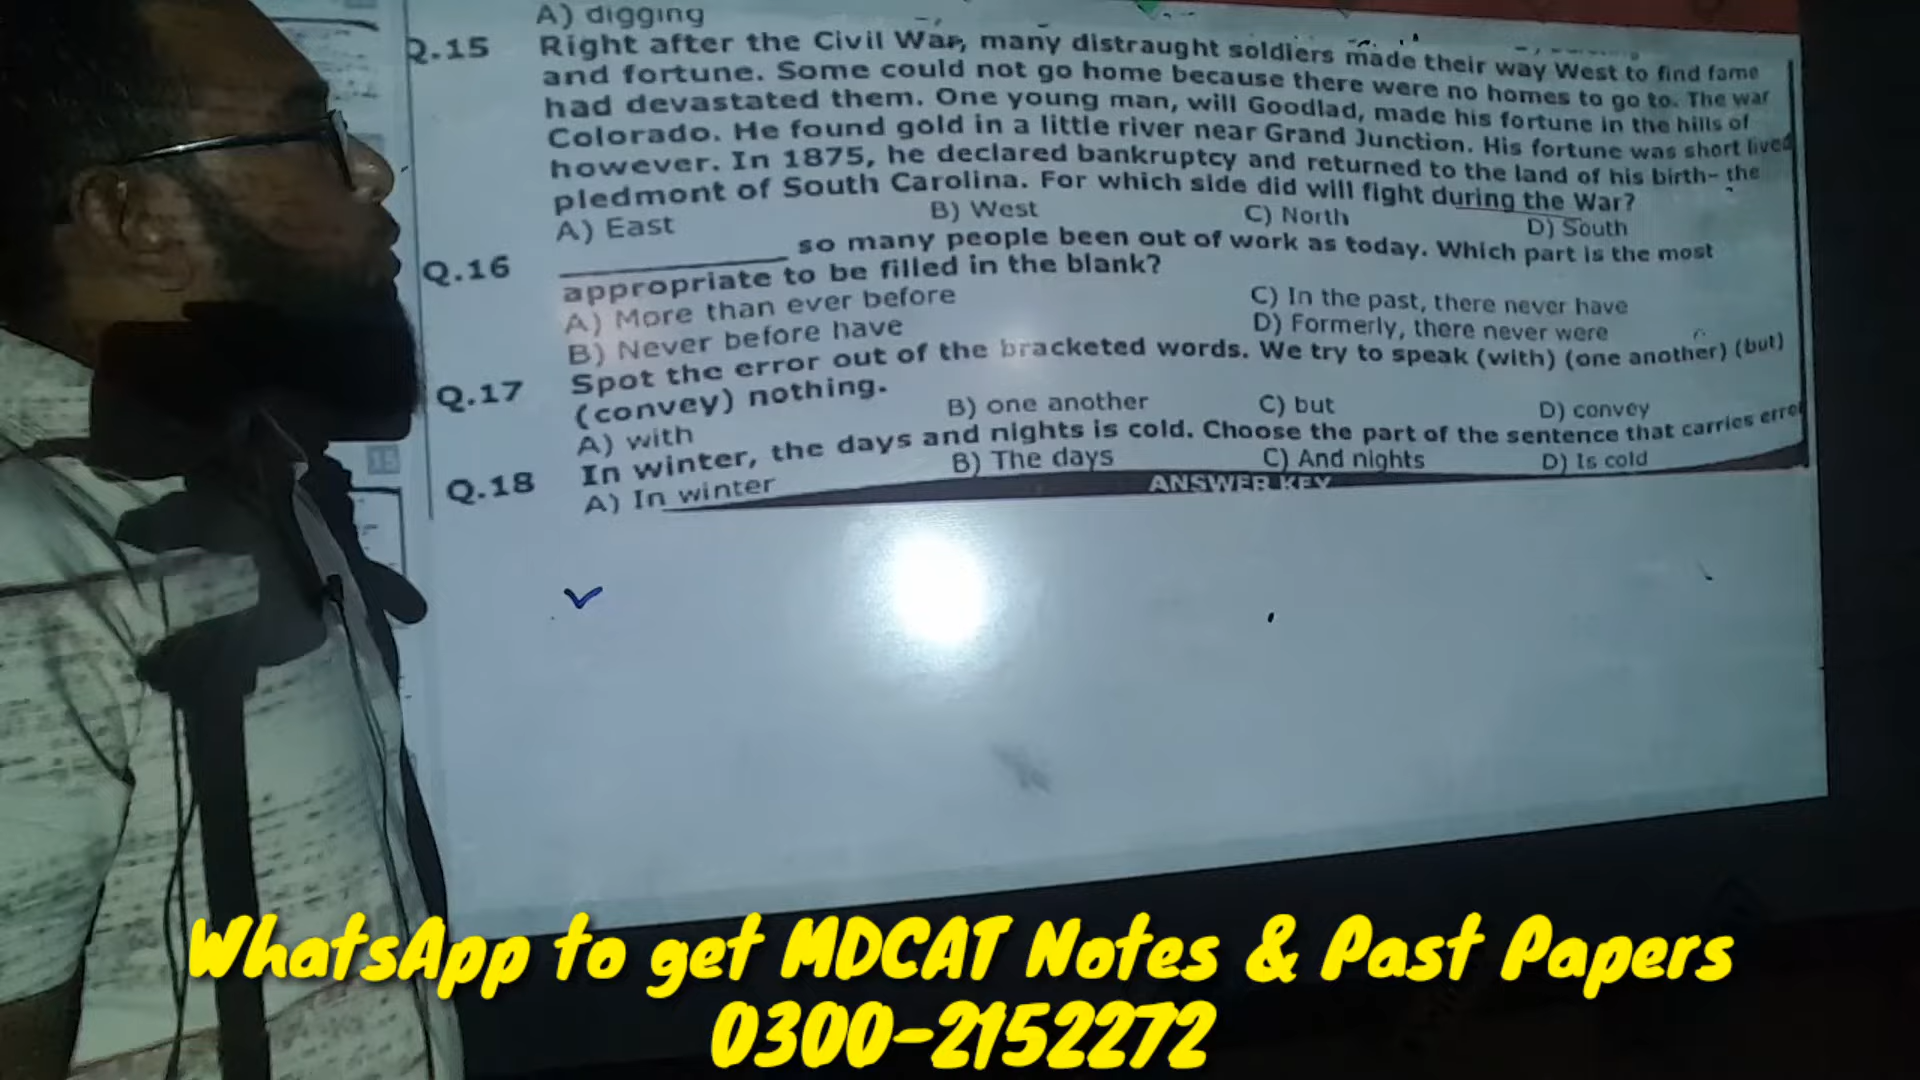 A) digging
Q.15 Right after the Civil War, many distraught soldiers made their way West to find fame
and fortune. Some could not go home because there were no homes to go to. The war
had devastated them. One young man, will Goodlad, made his fortune in the hills of
Colorado. He found gold in a little river near Grand Junction. His fortune was short lived
however. In 1875, he declared bankruptcy and returned to the land of his birth- the
pledmont of South Carolina. For which side did will fight during the War?
A) East B) West C) North D) South
Q.16 __________ so many people been out of work as today. Which part is the most
appropriate to be filled in the blank?
A) More than ever before C) In the past, there never have
B) Never before have D) Formerly, there never were
Q.17 Spot the error out of the bracketed words. We try to speak (with) (one another) (but)
(convey) nothing.
A) with B) one another C) but D) convey
Q.18 In winter, the days and nights is cold. Choose the part of the sentence that carries error
A) In winter B) The days C) And nights D) Is cold
ANSWER KEY
WhatsApp to get MDCAT Notes & Past Papers
0300-2152272